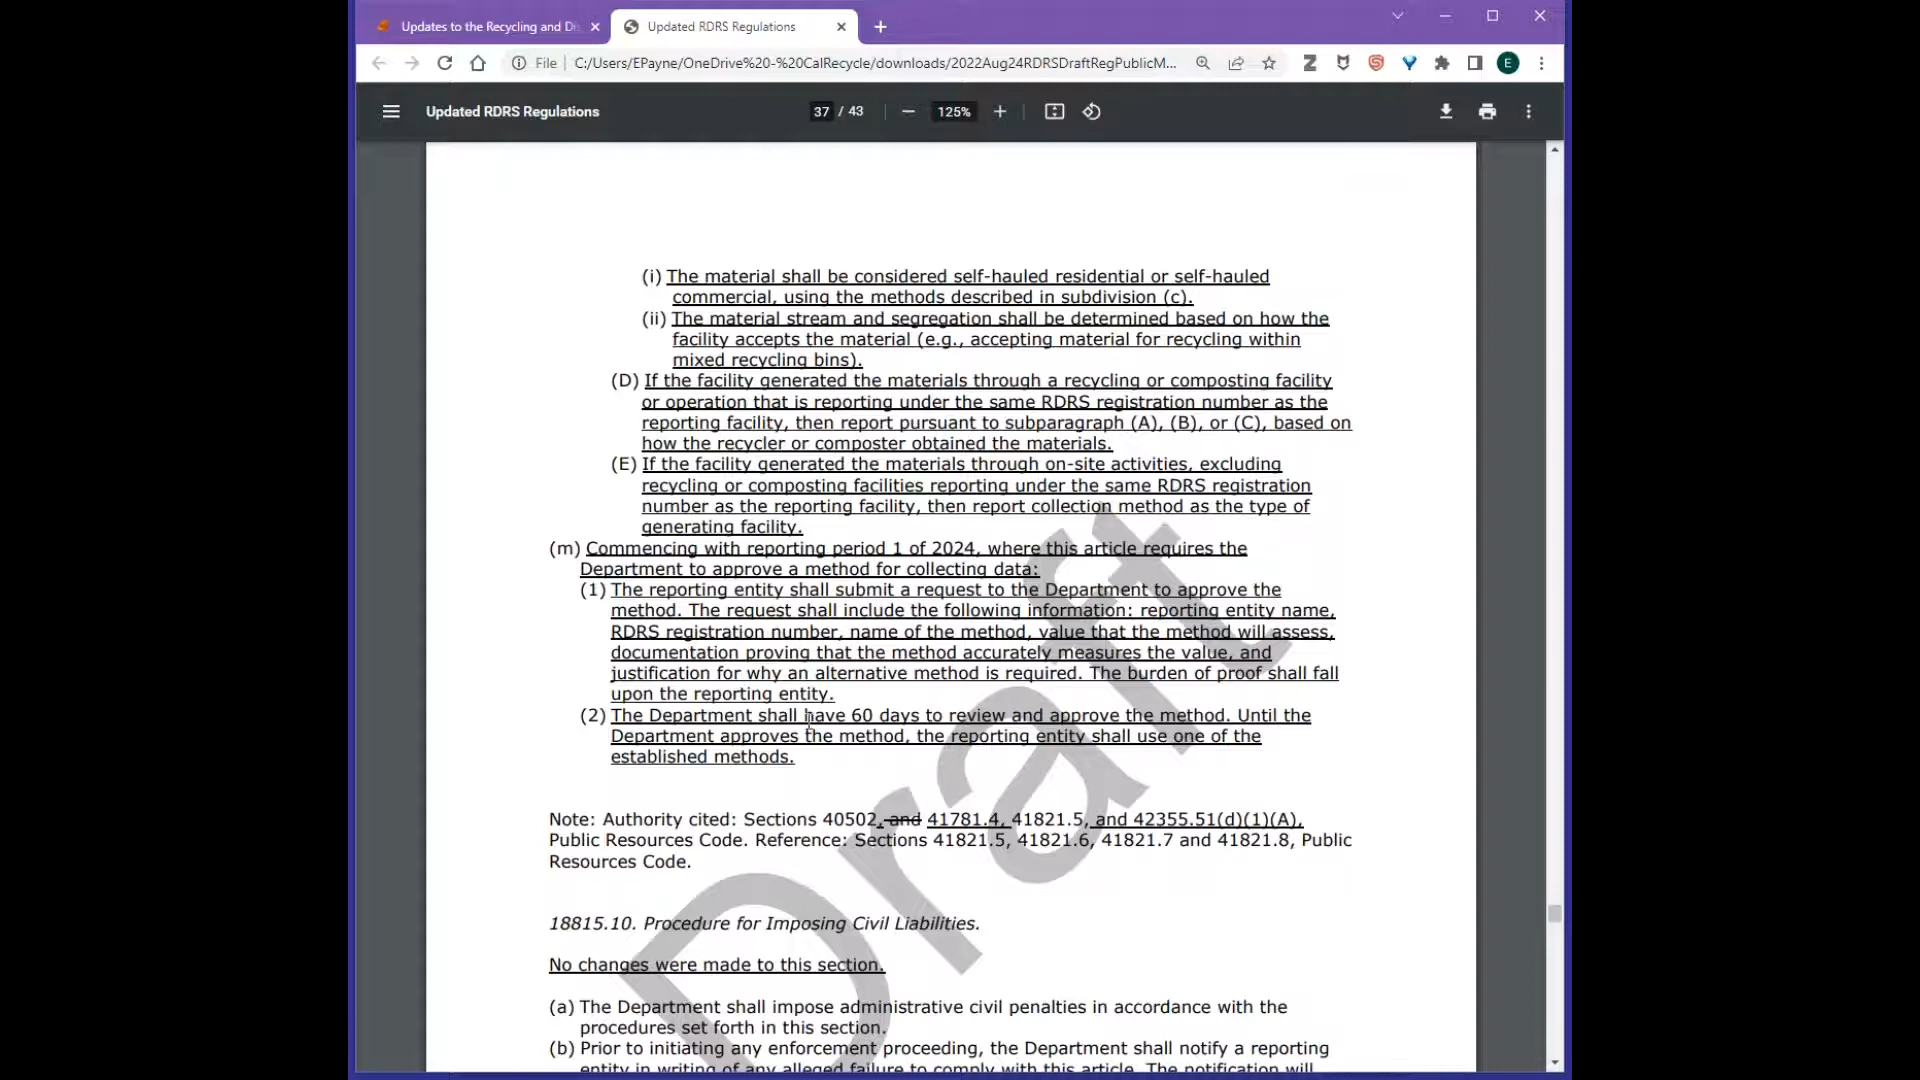 Updates to the Recycling and Di
Updated RDRS Regulations
File
C:/Users/EPayne/OneDrive%20-%20CalRecycle/downloads/2022Aug24RDRSDraftRegPublicM...
E
Updated RDRS Regulations
37 / 43
125%
(i) The material shall be considered self-hauled residential or self-hauled
commercial, using the methods described in subdivision (c).
(ii) The material stream and segregation shall be determined based on how the
facility accepts the material (e.g., accepting material for recycling within
mixed recycling bins).
(D) If the facility generated the materials through a recycling or composting facility
or operation that is reporting under the same RDRS registration number as the
reporting facility, then report pursuant to subparagraph (A), (B), or (C), based on
how the recycler or composter obtained the materials.
(E) If the facility generated the materials through on-site activities, excluding
recycling or composting facilities reporting under the same RDRS registration
number as the reporting facility, then report collection method as the type of
generating facility.
(m) Commencing with reporting period 1 of 2024, where this article requires the
Department to approve a method for collecting data:
(1) The reporting entity shall submit a request to the Department to approve the
method. The request shall include the following information: reporting entity name,
RDRS registration number, name of the method, value that the method will assess,
documentation proving that the method accurately measures the value, and
justification for why an alternative method is required. The burden of proof shall fall
upon the reporting entity.
(2) The Department shall have 60 days to review and approve the method. Until the
Department approves the method, the reporting entity shall use one of the
established methods.
Note: Authority cited: Sections 40502, and 41781.4, 41821.5, and 42355.51(d)(1)(A),
Public Resources Code. Reference: Sections 41821.5, 41821.6, 41821.7 and 41821.8, Public
Resources Code.
18815.10. Procedure for Imposing Civil Liabilities.
No changes were made to this section.
(a) The Department shall impose administrative civil penalties in accordance with the
procedures set forth in this section.
(b) Prior to initiating any enforcement proceeding, the Department shall notify a reporting
entity in writing of any alleged failure to comply with this article. The notification will
Draft